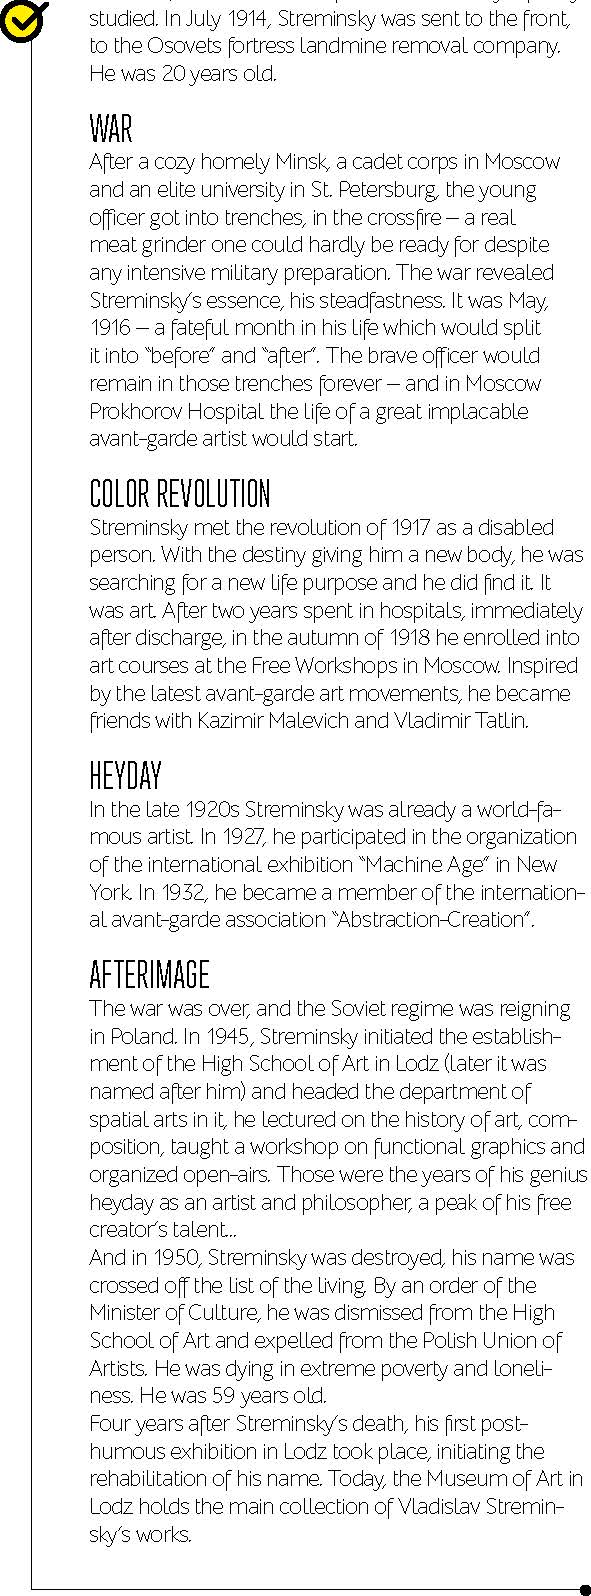 studied. In July 1914, Streminsky was sent to the front,
to the Osovets fortress landmine removal company.
He was 20 years old.
WAR
After a cozy homely Minsk, a cadet corps in Moscow
and an elite university in St. Petersburg, the young
officer got into trenches, in the crossfire – a real
meat grinder one could hardly be ready for despite
any intensive military preparation. The war revealed
Streminsky's essence, his steadfastness. It was May,
1916 – a fateful month in his life which would split
it into “before” and “after”. The brave officer would
remain in those trenches forever – and in Moscow
Prokhorov Hospital the life of a great implacable
avant-garde artist would start.
COLOR REVOLUTION
Streminsky met the revolution of 1917 as a disabled
person. With the destiny giving him a new body, he was
searching for a new life purpose and he did find it. It
was art. After two years spent in hospitals, immediately
after discharge, in the autumn of 1918 he enrolled into
art courses at the Free Workshops in Moscow. Inspired
by the latest avant-garde art movements, he became
friends with Kazimir Malevich and Vladimir Tatlin.
HEYDAY
In the late 1920s Streminsky was already a world-fa-
mous artist. In 1927, he participated in the organization
of the international exhibition “Machine Age” in New
York. In 1932, he became a member of the internation-
al avant-garde association “Abstraction-Creation”.
AFTERIMAGE
The war was over, and the Soviet regime was reigning
in Poland. In 1945, Streminsky initiated the establish-
ment of the High School of Art in Lodz (later it was
named after him) and headed the department of
spatial arts in it, he lectured on the history of art, com-
position, taught a workshop on functional graphics and
organized open-airs. Those were the years of his genius
heyday as an artist and philosopher, a peak of his free
creator's talent...
And in 1950, Streminsky was destroyed, his name was
crossed off the list of the living. By an order of the
Minister of Culture, he was dismissed from the High
School of Art and expelled from the Polish Union of
Artists. He was dying in extreme poverty and loneli-
ness. He was 59 years old.
Four years after Streminsky's death, his first post-
humous exhibition in Lodz took place, initiating the
rehabilitation of his name. Today, the Museum of Art in
Lodz holds the main collection of Vladislav Stremin-
sky's works.